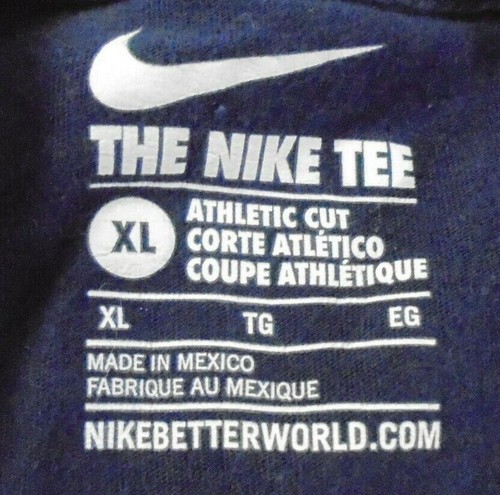 THE NIKE TEE
XL
ATHLETIC CUT
CORTE ATLÉTICO
COUPE ATHLÉTIQUE
XL TG EG
MADE IN MEXICO
FABRIQUE AU MEXIQUE
NIKEBETTERWORLD.COM